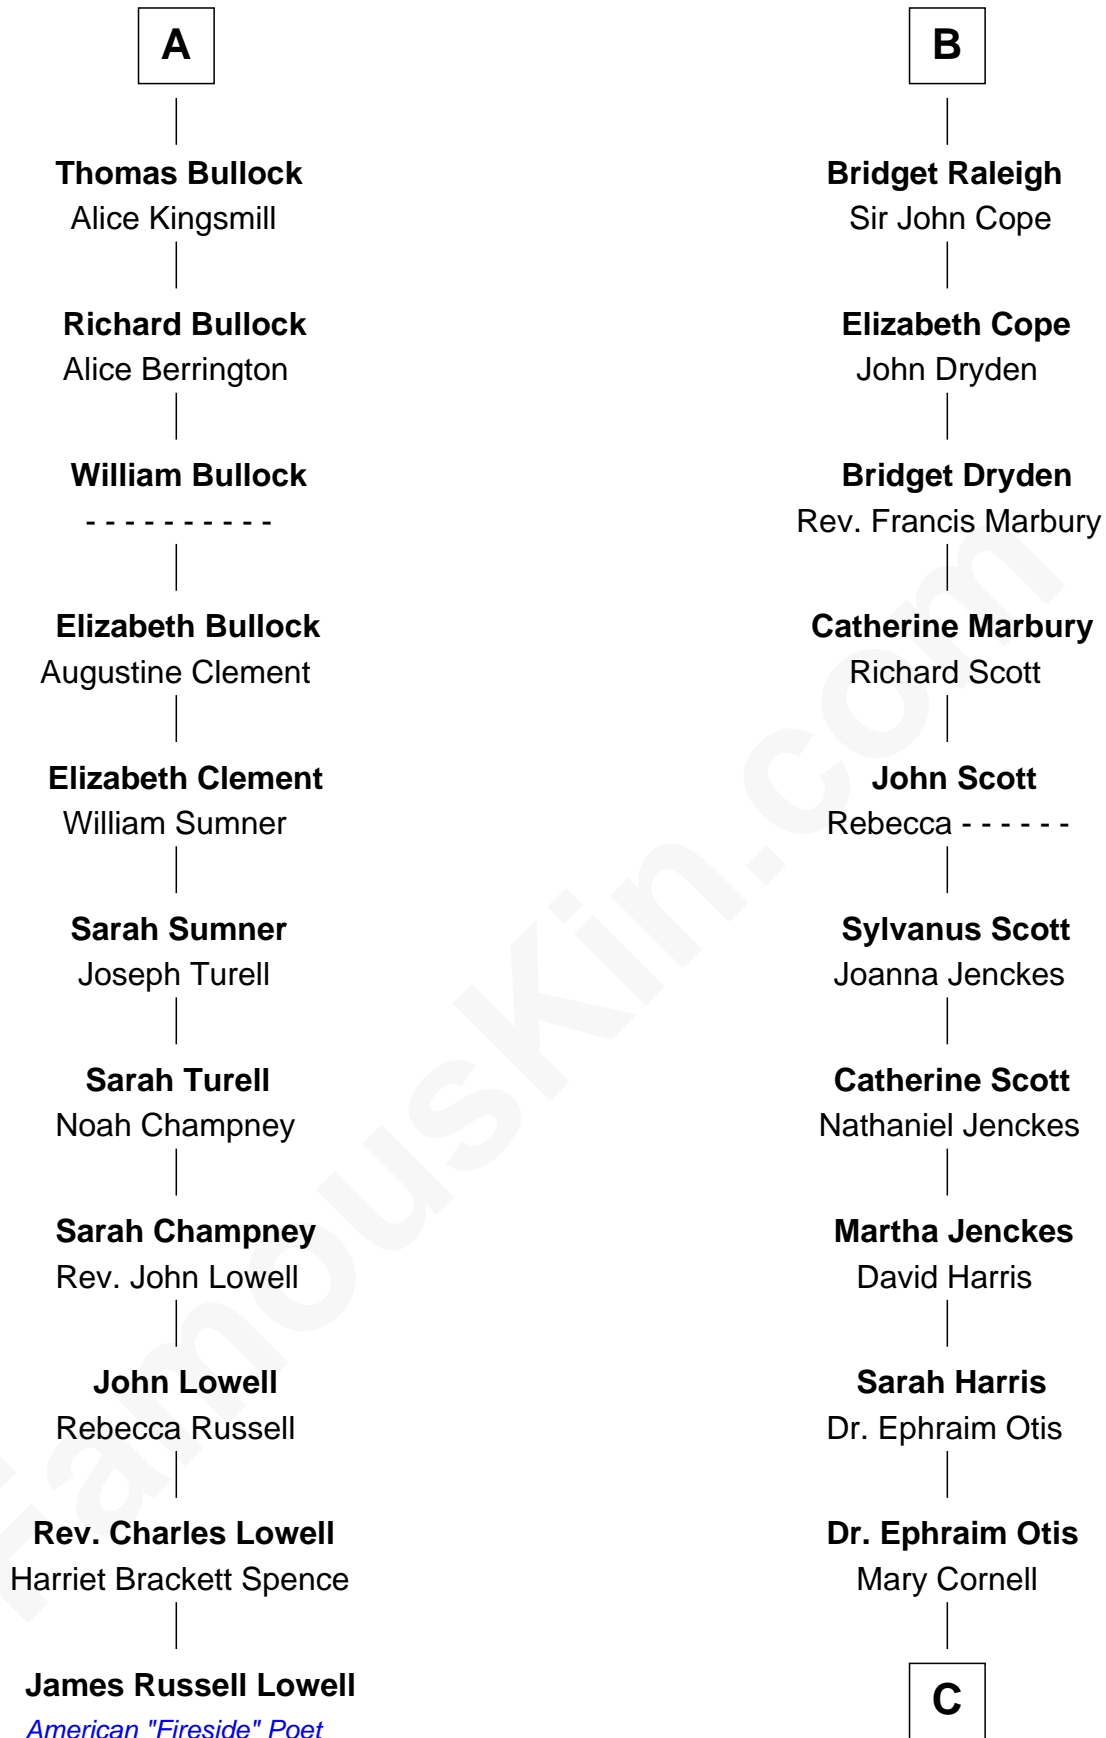 A
Thomas Bullock
Alice Kingsmill
Richard Bullock
Alice Berrington
William Bullock
- - - - - - - - - -
Elizabeth Bullock
Augustine Clement
Elizabeth Clement
William Sumner
Sarah Sumner
Joseph Turell
Sarah Turell
Noah Champney
Sarah Champney
Rev. John Lowell
John Lowell
Rebecca Russell
Rev. Charles Lowell
Harriet Brackett Spence
James Russell Lowell
American "Fireside" Poet
B
Bridget Raleigh
Sir John Cope
Elizabeth Cope
John Dryden
Bridget Dryden
Rev. Francis Marbury
Catherine Marbury
Richard Scott
John Scott
Rebecca - - - - - -
Sylvanus Scott
Joanna Jenckes
Catherine Scott
Nathaniel Jenckes
Martha Jenckes
David Harris
Sarah Harris
Dr. Ephraim Otis
Dr. Ephraim Otis
Mary Cornell
C
FamousKin.com